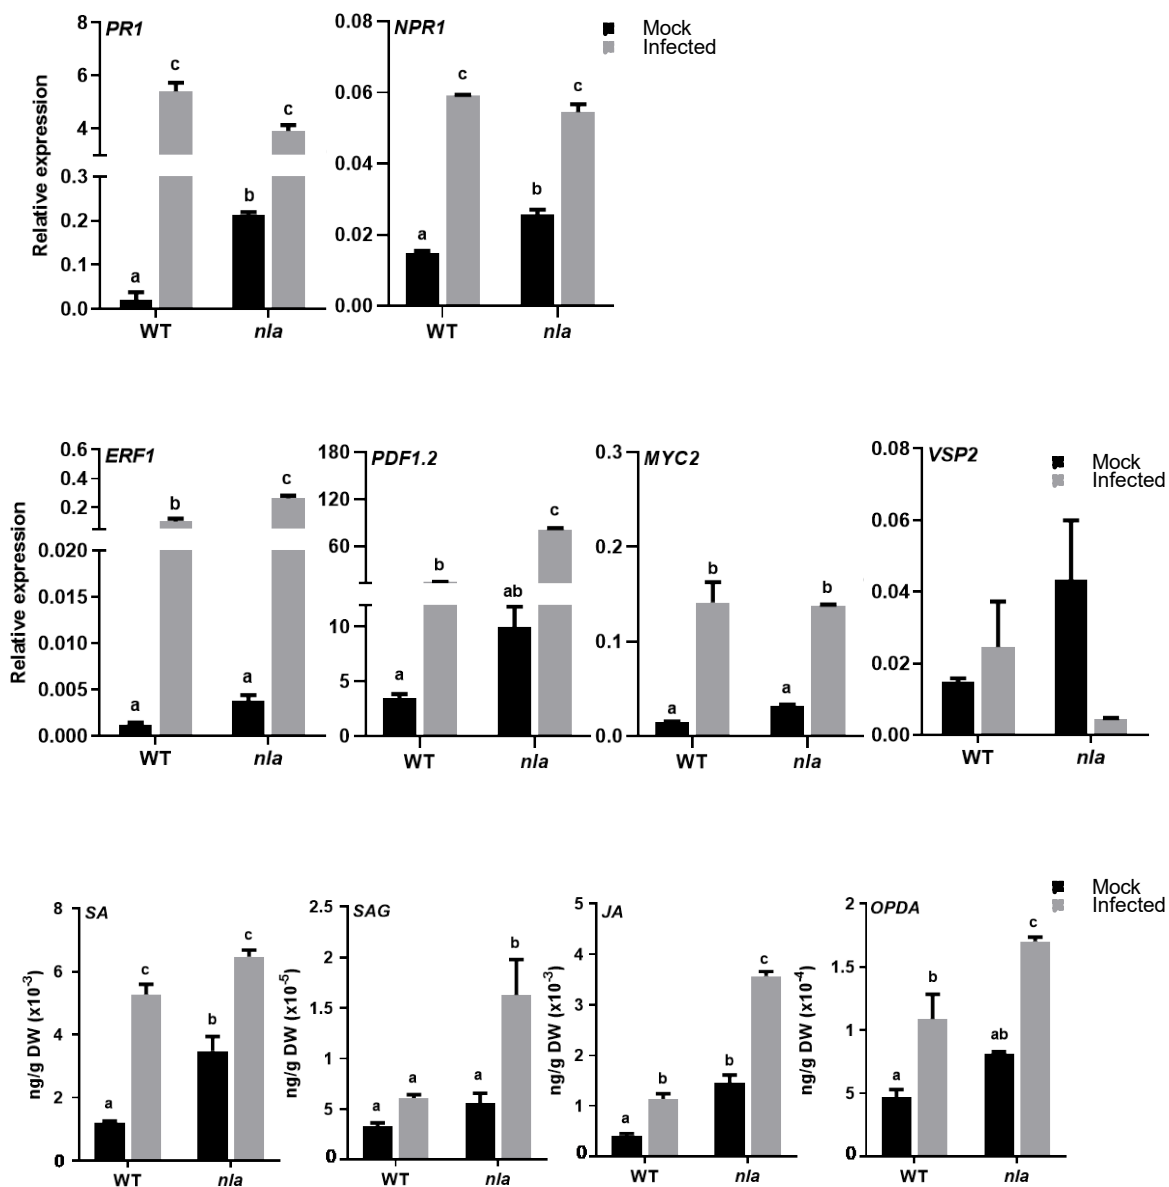 PR1
8
6
4
0.3
0.2
0.1
0.0
Relative expression
a
c
b
c
WT
nla
NPR1
0.08
0.06
0.04
0.02
0.00
a
c
b
c
WT
nla
Mock
Infected
ERF1
0.6
0.4
0.2
0.020
0.015
0.010
0.005
0.000
Relative expression
a
b
a
c
WT
nla
PDF1.2
180
120
60
10
5
0
a
b
ab
c
WT
nla
MYC2
0.3
0.2
0.1
0.0
a
b
a
b
WT
nla
VSP2
0.08
0.06
0.04
0.02
0.00
WT
nla
Mock
Infected
SA
8
6
4
2
0
ng/g DW (x10-3)
a
c
b
c
WT
nla
SAG
2.5
2
1.5
1
5
0
ng/g DW (x10-5)
a
a
a
b
WT
nla
JA
5
4
3
2
1
0
ng/g DW (x10-3)
a
b
b
c
WT
nla
OPDA
2
1.5
1
5
0
ng/g DW (x10-4)
a
b
ab
c
WT
nla
Mock
Infected